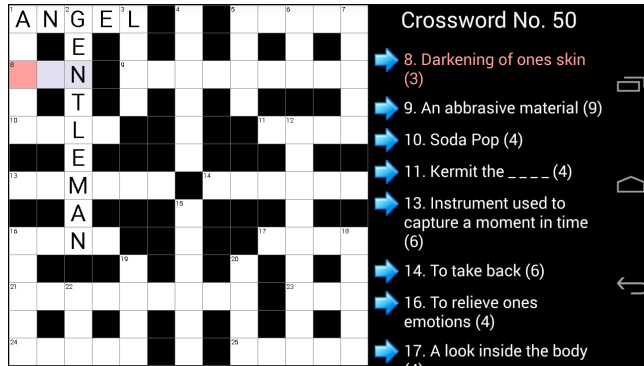 Crossword No. 50
ANGEL
GENTLEMAN
8. Darkening of ones skin
(3)
9. An abbrasive material (9)
10. Soda Pop (4)
11. Kermit the _ _ _ _ (4)
13. Instrument used to
capture a moment in time
(6)
14. To take back (6)
16. To relieve ones
emotions (4)
17. A look inside the body